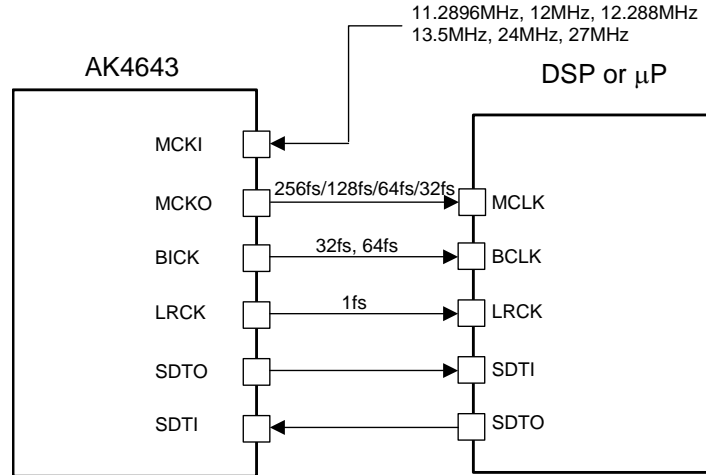 11.2896MHz, 12MHz, 12.288MHz
13.5MHz, 24MHz, 27MHz
AK4643
DSP or μP
MCKI
MCKO
256fs/128fs/64fs/32fs
MCLK
BICK
32fs, 64fs
BCLK
LRCK
1fs
LRCK
SDTO
SDTI
SDTI
SDTO